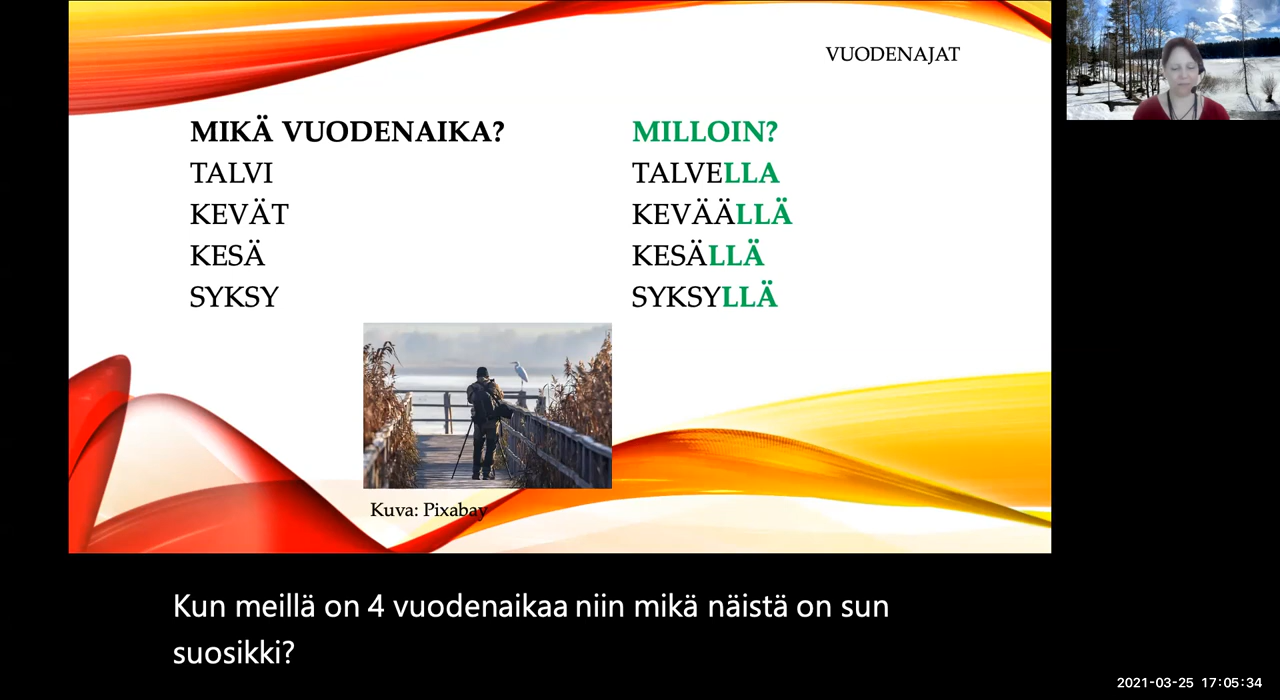 VUODENAJAT
MIKÄ VUODENAIKA?
TALVI
KEVÄT
KESÄ
SYKSY
MILLOIN?
TALVELLA
KEVÄÄLLÄ
KESÄLLÄ
SYKSYLLÄ
Kuva: Pixabay
Kun meillä on 4 vuodenaikaa niin mikä näistä on sun
suosikki?
2021-03-25 17:05:34